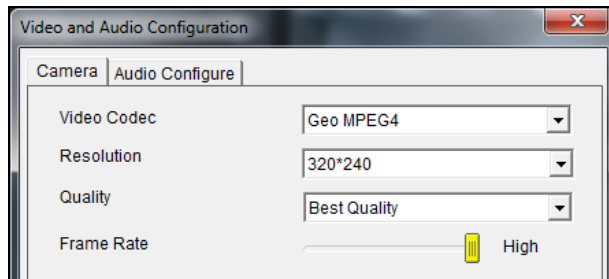 Video and Audio Configuration
Camera Audio Configure
Video Codec Geo MPEG4
Resolution 320*240
Quality Best Quality
Frame Rate High